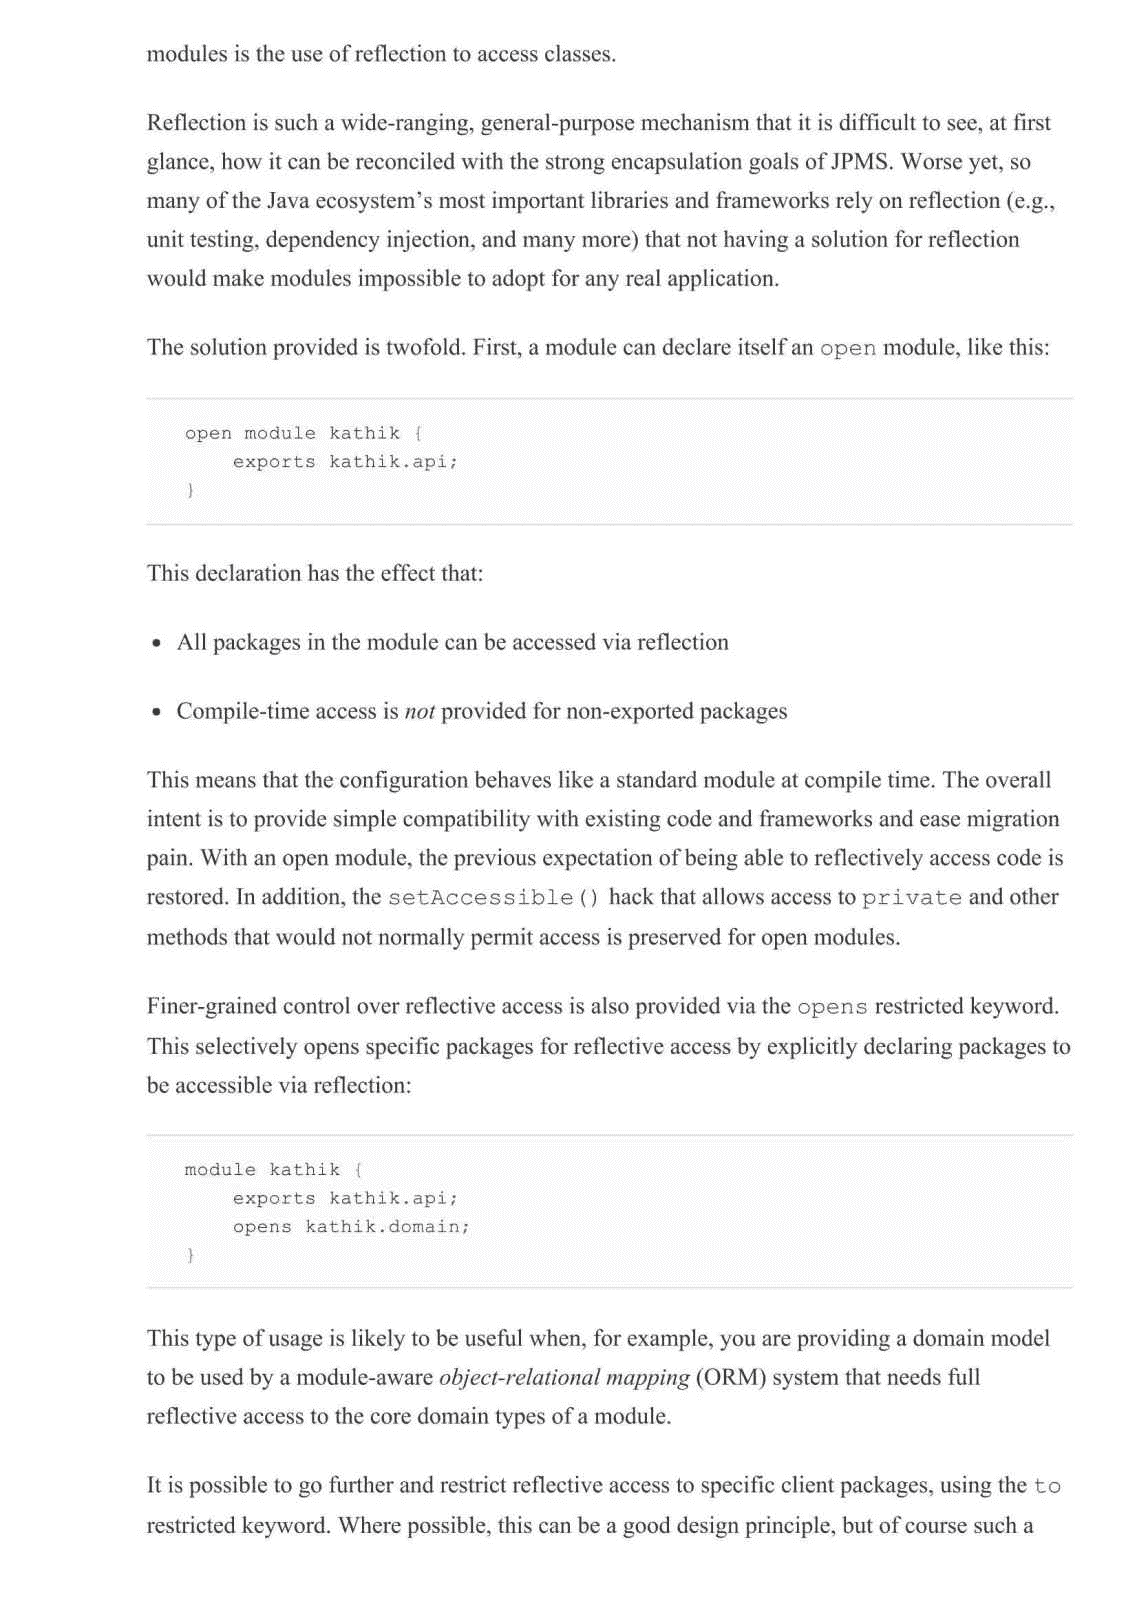 modules is the use of reflection to access classes.
Reflection is such a wide-ranging, general-purpose mechanism that it is difficult to see, at first
glance, how it can be reconciled with the strong encapsulation goals of JPMS. Worse yet, so
many of the Java ecosystem’s most important libraries and frameworks rely on reflection (e.g.,
unit testing, dependency injection, and many more) that not having a solution for reflection
would make modules impossible to adopt for any real application.
The solution provided is twofold. First, a module can declare itself an open module, like this:
open module kathik {
    exports kathik.api;
}
This declaration has the effect that:
• All packages in the module can be accessed via reflection
• Compile-time access is not provided for non-exported packages
This means that the configuration behaves like a standard module at compile time. The overall
intent is to provide simple compatibility with existing code and frameworks and ease migration
pain. With an open module, the previous expectation of being able to reflectively access code is
restored. In addition, the setAccessible() hack that allows access to private and other
methods that would not normally permit access is preserved for open modules.
Finer-grained control over reflective access is also provided via the opens restricted keyword.
This selectively opens specific packages for reflective access by explicitly declaring packages to
be accessible via reflection:
module kathik {
    exports kathik.api;
    opens kathik.domain;
}
This type of usage is likely to be useful when, for example, you are providing a domain model
to be used by a module-aware object-relational mapping (ORM) system that needs full
reflective access to the core domain types of a module.
It is possible to go further and restrict reflective access to specific client packages, using the to
restricted keyword. Where possible, this can be a good design principle, but of course such a